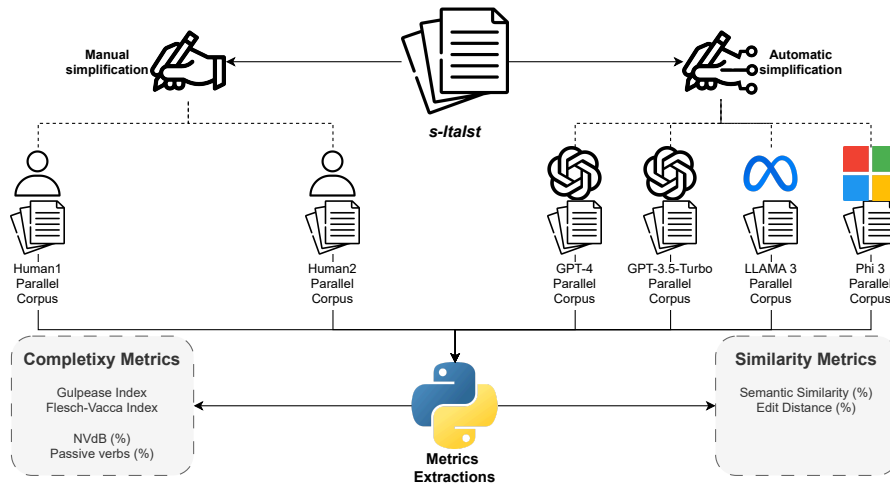 Manual
simplification
Automatic
simplification
s-ItaIst
Human1
Parallel
Corpus
Human2
Parallel
Corpus
GPT-4
Parallel
Corpus
GPT-3.5-Turbo
Parallel
Corpus
LLAMA 3
Parallel
Corpus
Phi 3
Parallel
Corpus
Completixy Metrics
Gulpease Index
Flesch-Vacca Index
NVdB (%)
Passive verbs (%)
Metrics
Extractions
Similarity Metrics
Semantic Similarity (%)
Edit Distance (%)